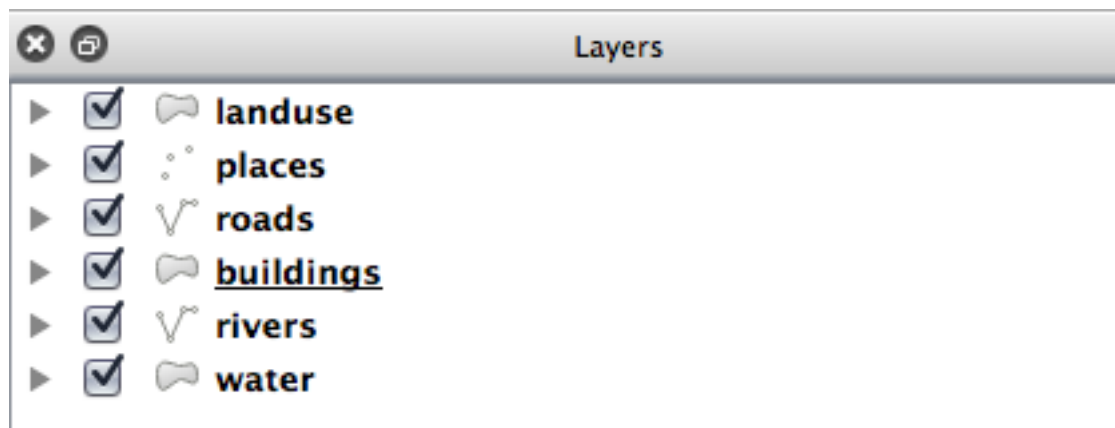 Layers
landuse
places
roads
buildings
rivers
water